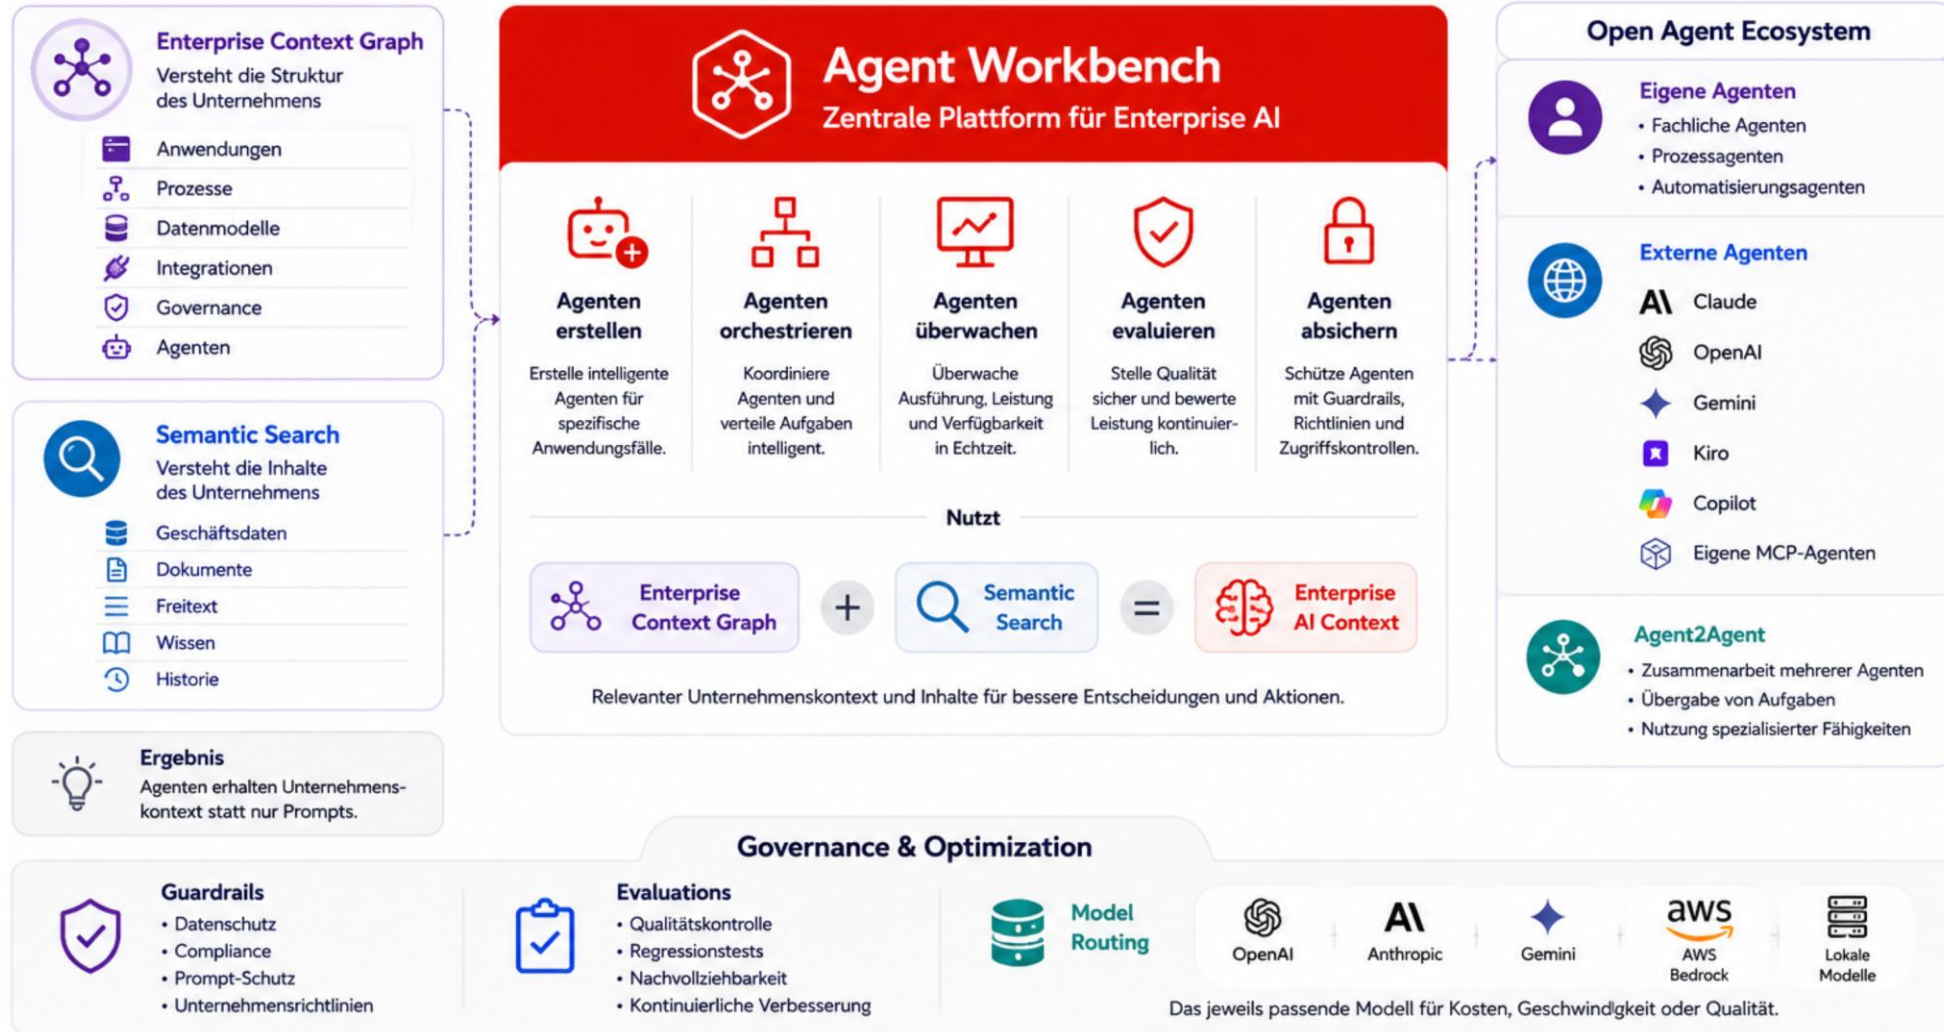 Enterprise Context Graph
Versteht die Struktur
des Unternehmens
Anwendungen
Prozesse
Datenmodelle
Integrationen
Governance
Agenten
Semantic Search
Versteht die Inhalte
des Unternehmens
Geschäftsdaten
Dokumente
Freitext
Wissen
Historie
Ergebnis
Agenten erhalten Unternehmens-
kontext statt nur Prompts.
Agent Workbench
Zentrale Plattform für Enterprise AI
Agenten
erstellen
Erstelle intelligente
Agenten für
spezifische
Anwendungsfälle.
Agenten
orchestrieren
Koordiniere
Agenten und
verteile Aufgaben
intelligent.
Agenten
überwachen
Überwache
Ausführung, Leistung
und Verfügbarkeit
in Echtzeit.
Agenten
evaluieren
Stelle Qualität
sicher und bewerte
Leistung kontinuier-
lich.
Agenten
absichern
Schütze Agenten
mit Guardrails,
Richtlinien und
Zugriffskontrollen.
Nutzt
Enterprise
Context Graph
+
Semantic
Search
=
Enterprise
AI Context
Relevanter Unternehmenskontext und Inhalte für bessere Entscheidungen und Aktionen.
Open Agent Ecosystem
Eigene Agenten
• Fachliche Agenten
• Prozessagenten
• Automatisierungsagenten
Externe Agenten
Claude
OpenAI
Gemini
Kiro
Copilot
Eigene MCP-Agenten
Agent2Agent
• Zusammenarbeit mehrerer Agenten
• Übergabe von Aufgaben
• Nutzung spezialisierter Fähigkeiten
Governance & Optimization
Guardrails
• Datenschutz
• Compliance
• Prompt-Schutz
• Unternehmensrichtlinien
Evaluations
• Qualitätskontrolle
• Regressionstests
• Nachvollziehbarkeit
• Kontinuierliche Verbesserung
Model
Routing
OpenAI
Anthropic
Gemini
aws
AWS
Bedrock
Lokale
Modelle
Das jeweils passende Modell für Kosten, Geschwindigkeit oder Qualität.